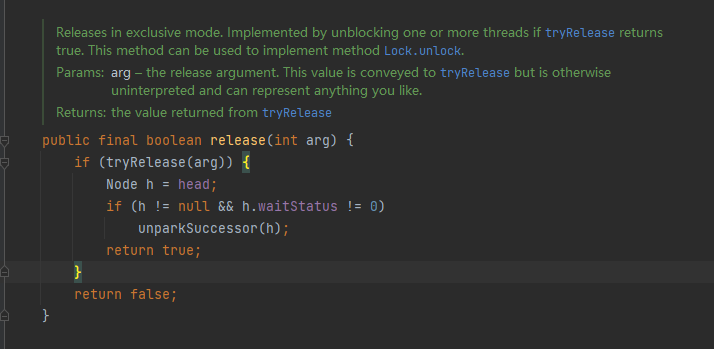 Releases in exclusive mode. Implemented by unblocking one or more threads if tryRelease returns
true. This method can be used to implement method Lock.unlock.
Params: arg – the release argument. This value is conveyed to tryRelease but is otherwise
uninterpreted and can represent anything you like.
Returns: the value returned from tryRelease
public final boolean release(int arg) {
    if (tryRelease(arg)) {
        Node h = head;
        if (h != null && h.waitStatus != 0)
            unparkSuccessor(h);
        return true;
    }
    return false;
}